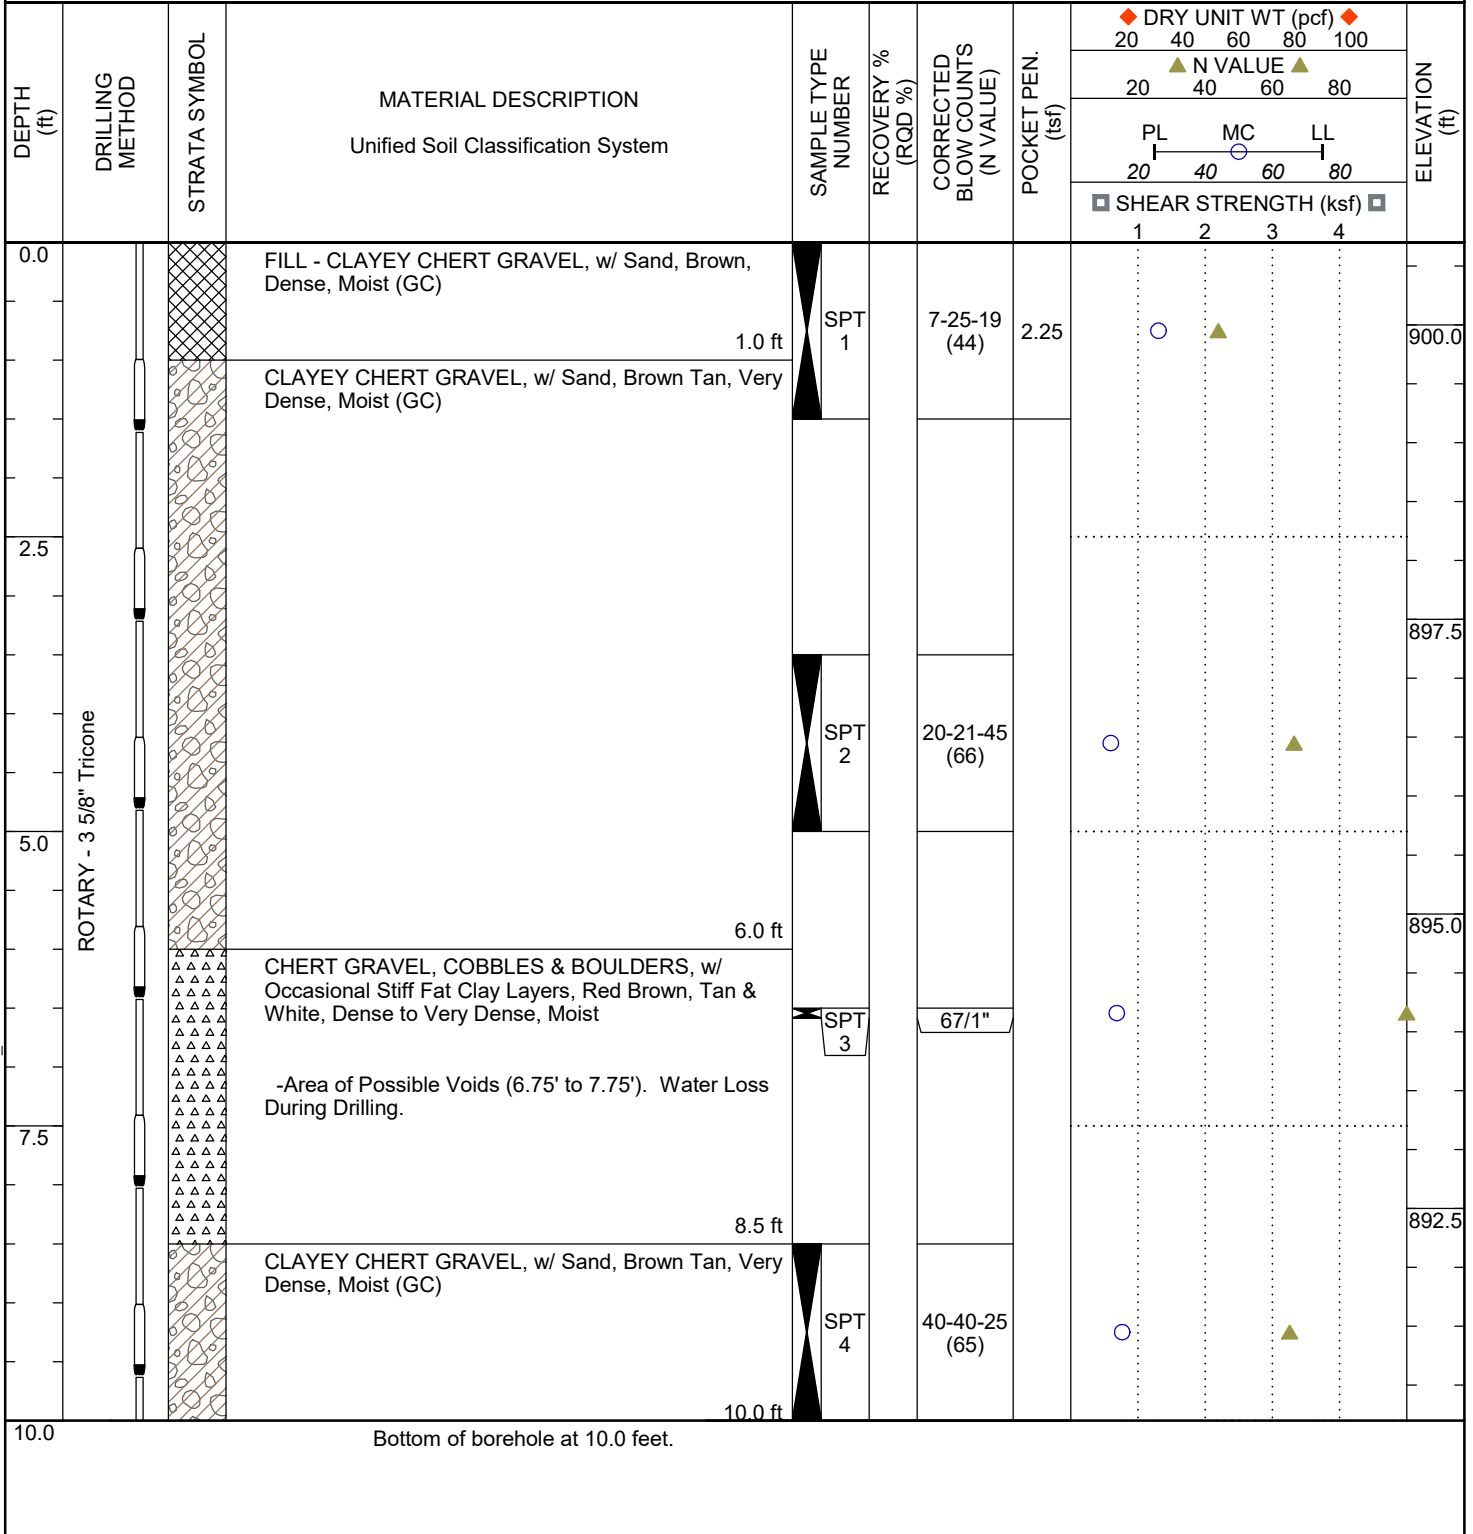 DEPTH
(ft)
DRILLING
METHOD
STRATA SYMBOL
MATERIAL DESCRIPTION
Unified Soil Classification System
SAMPLE TYPE
NUMBER
RECOVERY %
(RQD %)
CORRECTED
BLOW COUNTS
(N VALUE)
POCKET PEN.
(tsf)
DRY UNIT WT (pcf)
20 40 60 80 100
N VALUE
20 40 60 80
PL MC LL
20 40 60 80
SHEAR STRENGTH (ksf)
1 2 3 4
ELEVATION
(ft)
0.0
FILL - CLAYEY CHERT GRAVEL, w/ Sand, Brown,
Dense, Moist (GC)
1.0 ft
SPT
1
7-25-19
(44)
2.25
900.0
CLAYEY CHERT GRAVEL, w/ Sand, Brown Tan, Very
Dense, Moist (GC)
2.5
897.5
ROTARY - 3 5/8" Tricone
SPT
2
20-21-45
(66)
5.0
6.0 ft
895.0
CHERT GRAVEL, COBBLES & BOULDERS, w/
Occasional Stiff Fat Clay Layers, Red Brown, Tan &
White, Dense to Very Dense, Moist
SPT
3
67/1"
-Area of Possible Voids (6.75' to 7.75'). Water Loss
During Drilling.
7.5
8.5 ft
892.5
CLAYEY CHERT GRAVEL, w/ Sand, Brown Tan, Very
Dense, Moist (GC)
SPT
4
40-40-25
(65)
10.0 ft
10.0
Bottom of borehole at 10.0 feet.